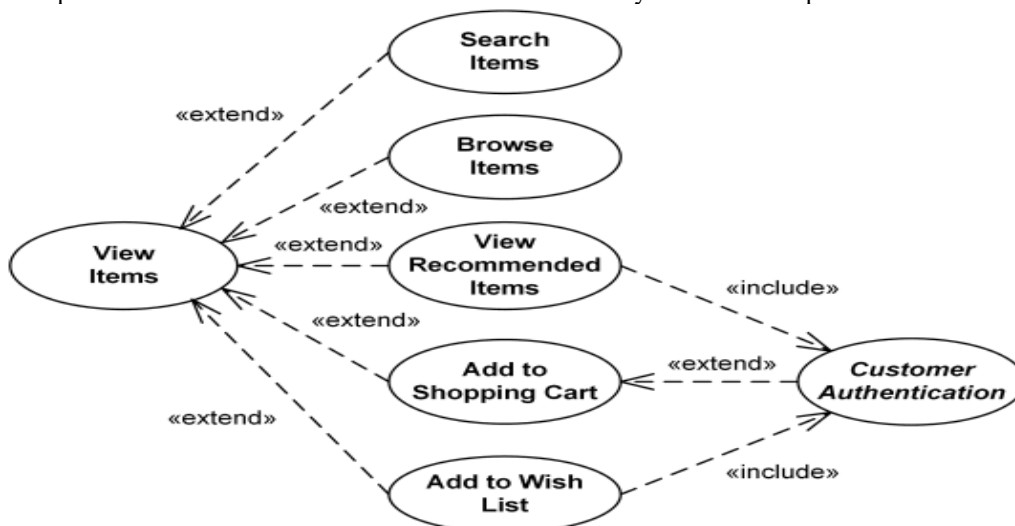 Search
Items
«extend»
Browse
Items
«extend»
View
Items
«extend»
View
Recommended
Items
«include»
«extend»
Add to
Shopping Cart
«extend»
Customer
Authentication
«extend»
Add to Wish
List
«include»